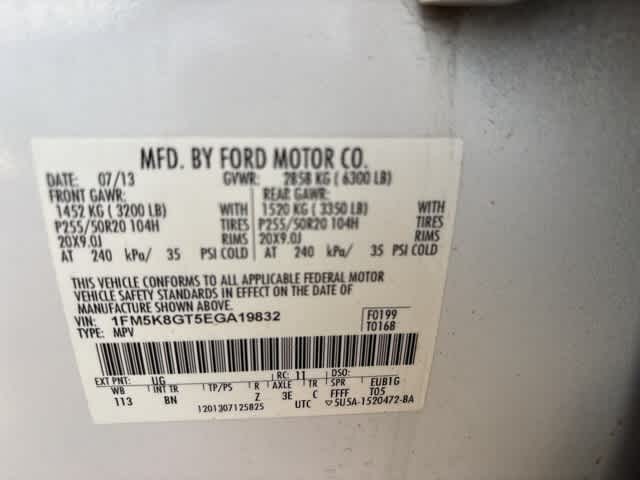 MFD. BY FORD MOTOR CO.
DATE: 07/13 GVWR: 2858 KG ( 6300 LB)
FRONT GAWR: REAR GAWR:
1452 KG ( 3200 LB) WITH 1520 KG ( 3350 LB) WITH
P255/50R20 104H TIRES P255/50R20 104H TIRES
20X9.0J RIMS 20X9.0J RIMS
AT 240 kPa/ 35 PSI COLD AT 240 kPa/ 35 PSI COLD
THIS VEHICLE CONFORMS TO ALL APPLICABLE FEDERAL MOTOR
VEHICLE SAFETY STANDARDS IN EFFECT ON THE DATE OF
MANUFACTURE SHOWN ABOVE.
VIN: 1FM5K8GT5EGA19832 F0199
TYPE: MPV T0168
EXT PNT: UG RC: 11 DSO:
WB INT TR TP/PS R AXLE TR SPR EUB1G
113 BN Z 3E C FFFF T05
1201307125825 UTC ▽5U5A-1520472-BA